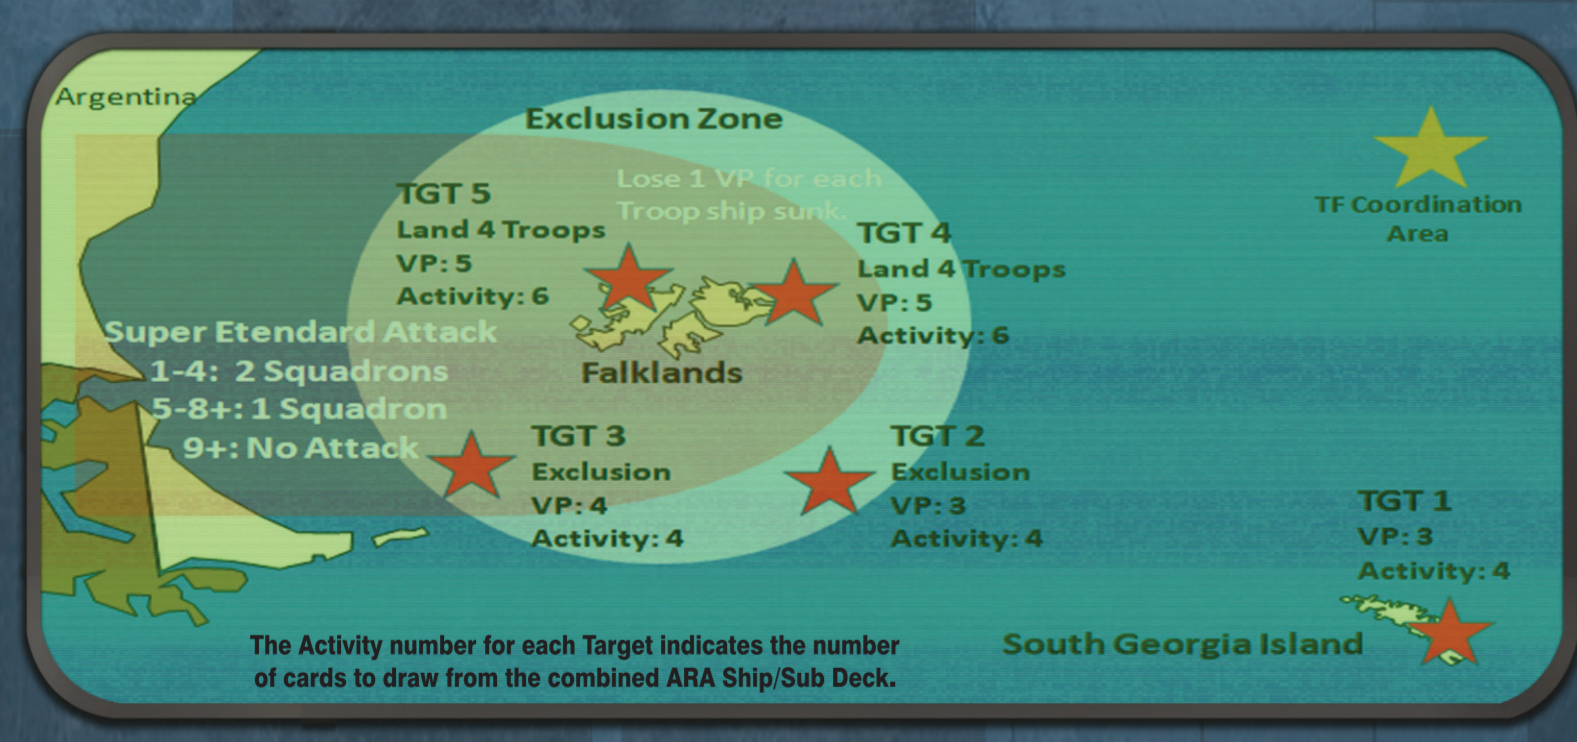 Argentina
Exclusion Zone
Lose 1 VP for each
Troop ship sunk.
TGT 5
Land 4 Troops
VP: 5
Activity: 6
TGT 4
Land 4 Troops
VP: 5
Activity: 6
TF Coordination
Area
Super Etendard Attack
1-4: 2 Squadrons
5-8+: 1 Squadron
9+: No Attack
Falklands
TGT 3
Exclusion
VP: 4
Activity: 4
TGT 2
Exclusion
VP: 3
Activity: 4
TGT 1
VP: 3
Activity: 4
South Georgia Island
The Activity number for each Target indicates the number
of cards to draw from the combined ARA Ship/Sub Deck.